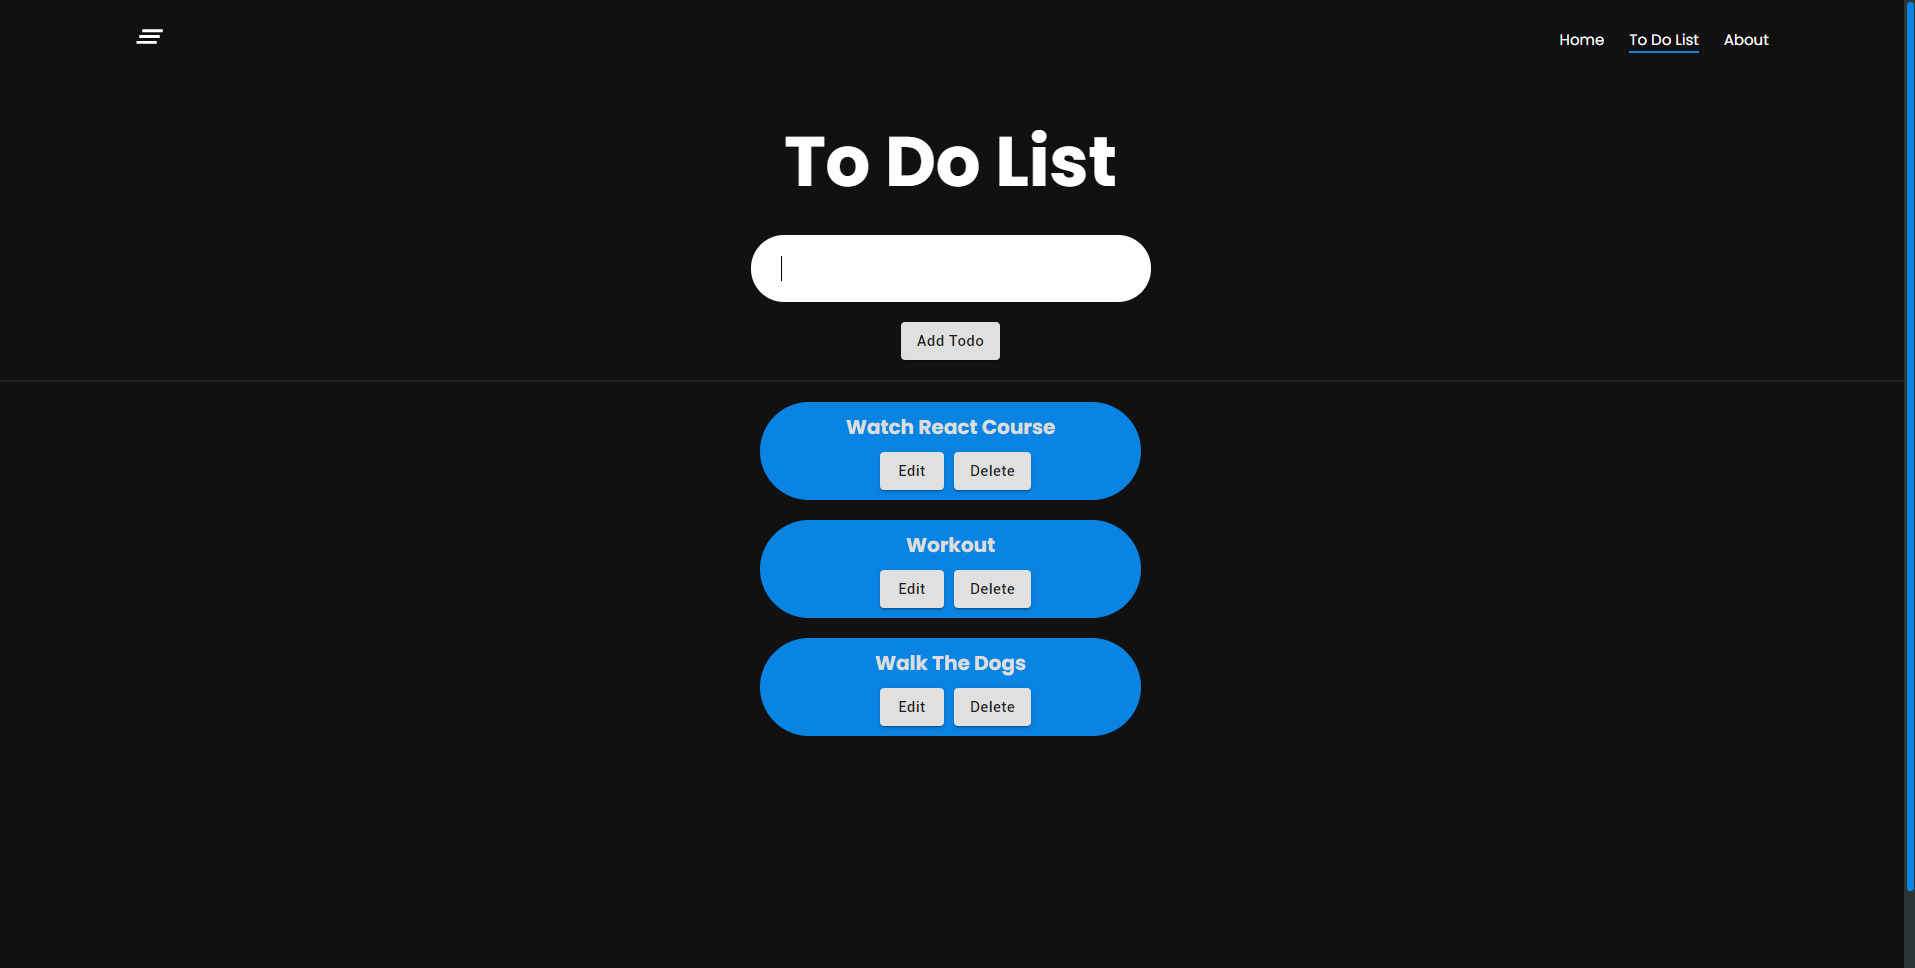 Home To Do List About
To Do List
Add Todo
Watch React Course
Edit Delete
Workout
Edit Delete
Walk The Dogs
Edit Delete